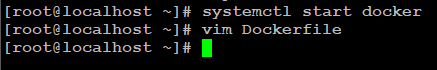 [root@localhost ~]# systemctl start docker
[root@localhost ~]# vim Dockerfile
[root@localhost ~]#